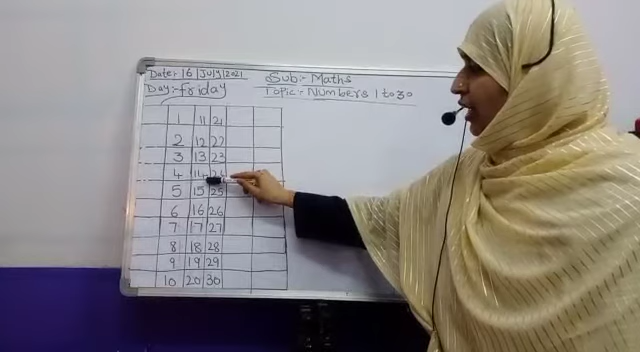 Date:- 16 | July | 2021 Sub:- Maths
Day:- Friday Topic:- Numbers 1 to 30
1 11 21
2 12 22
3 13 23
4 14 24
5 15 25
6 16 26
7 17 27
8 18 28
9 19 29
10 20 30